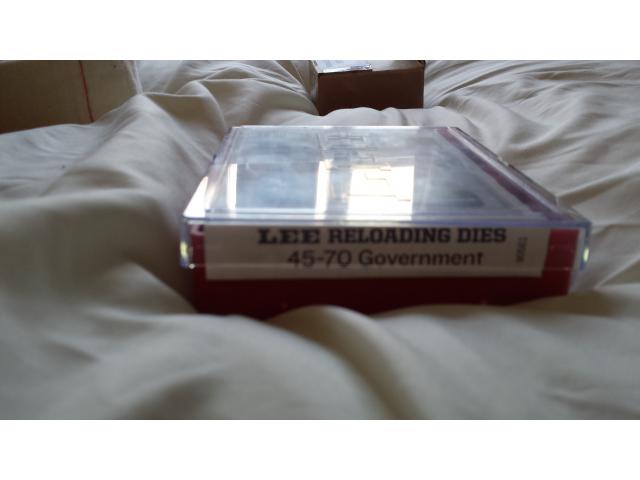 LEE RELOADING DIES
45-70 Government